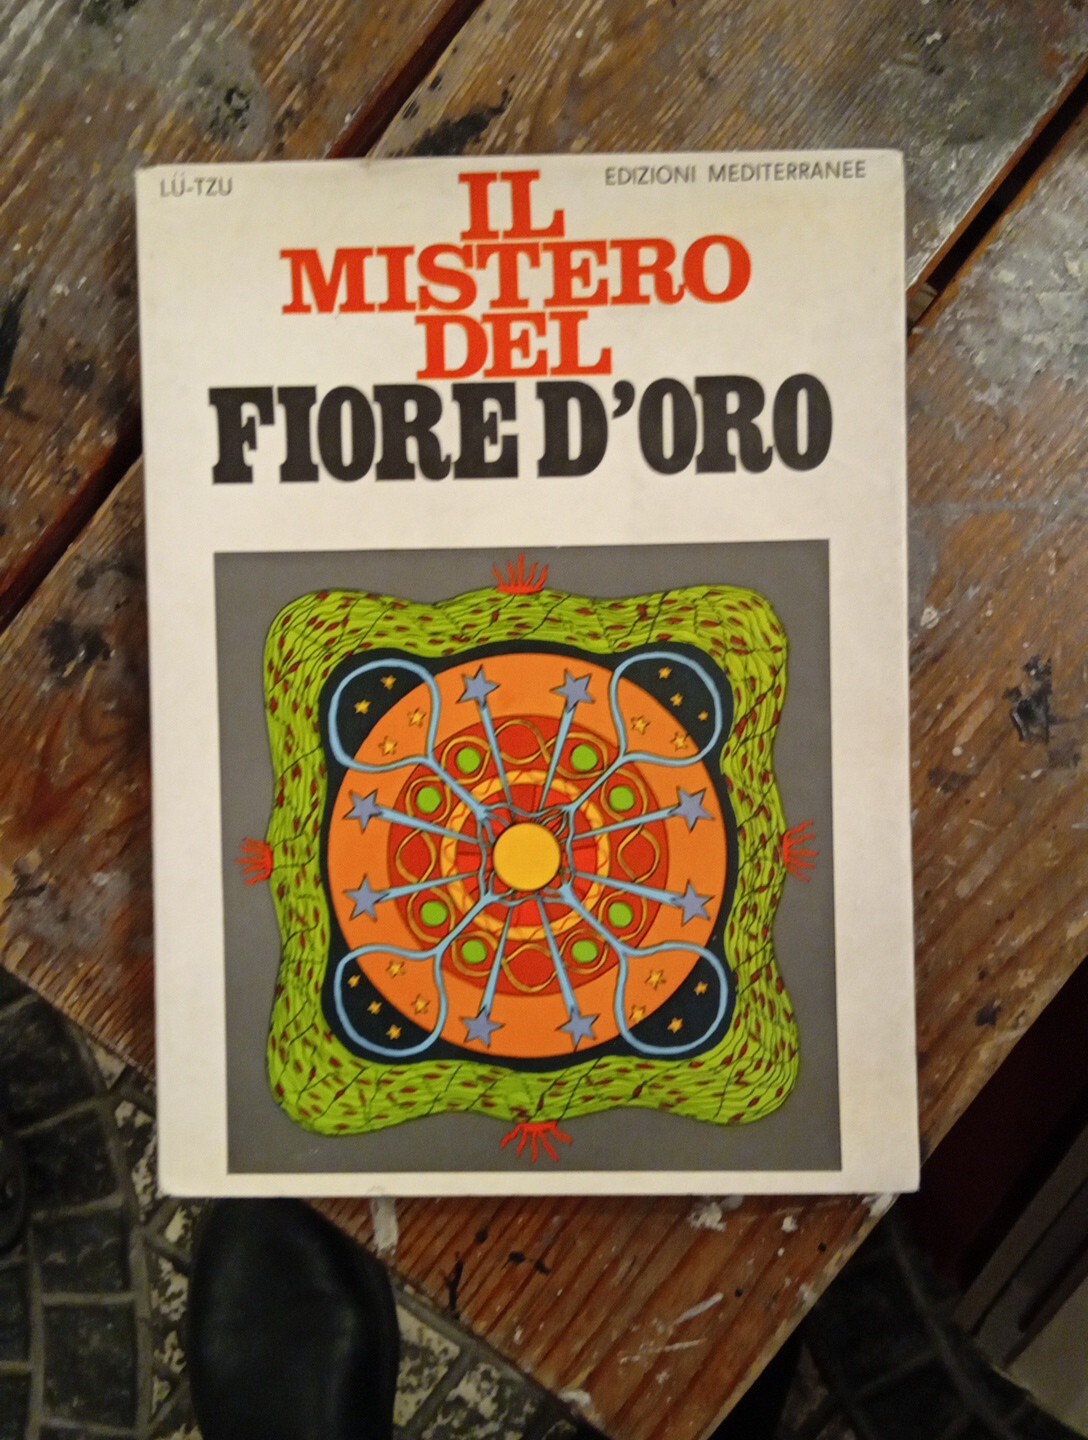 LÜ-TZU
EDIZIONI MEDITERRANEE
IL
MISTERO
DEL
FIORE D'ORO